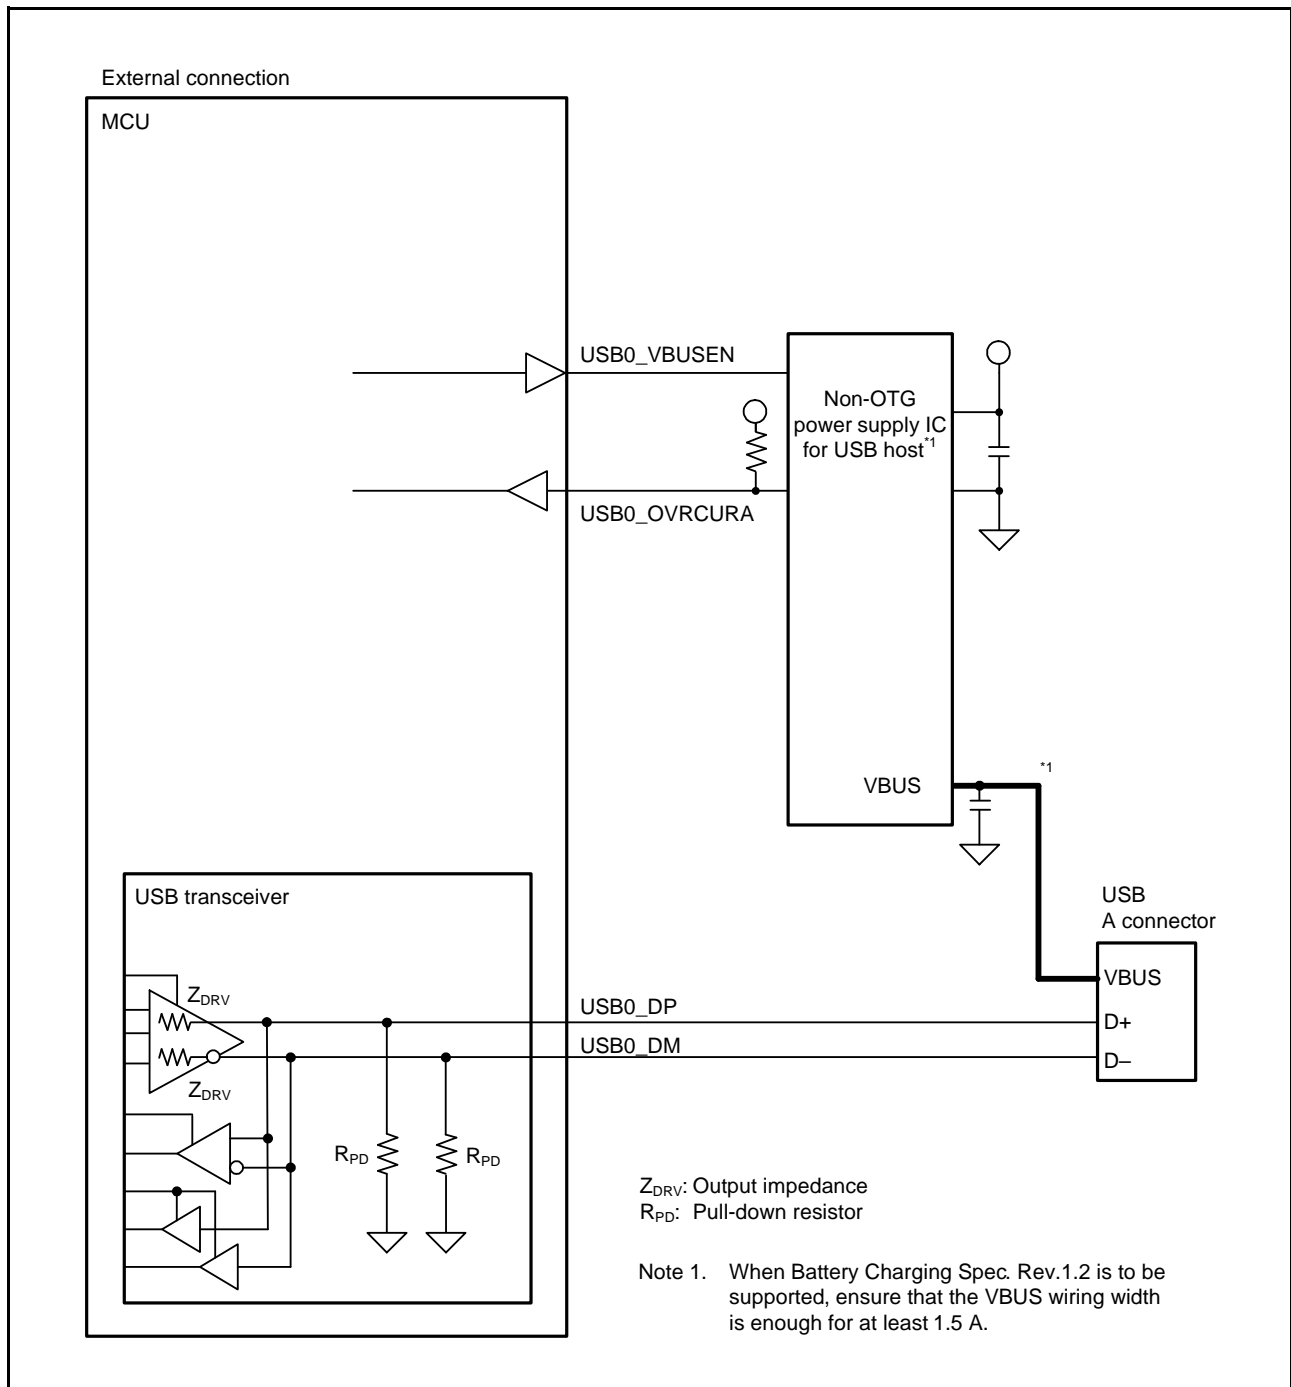 External connection
MCU
USB0_VBUSEN
Non-OTG
power supply IC
for USB host*1
USB0_OVRCURA
VBUS
*1
USB transceiver
USB
A connector
VBUS
ZDRV
USB0_DP
D+
USB0_DM
D–
ZDRV
RPD
RPD
ZDRV: Output impedance
RPD: Pull-down resistor
Note 1. When Battery Charging Spec. Rev.1.2 is to be
supported, ensure that the VBUS wiring width
is enough for at least 1.5 A.